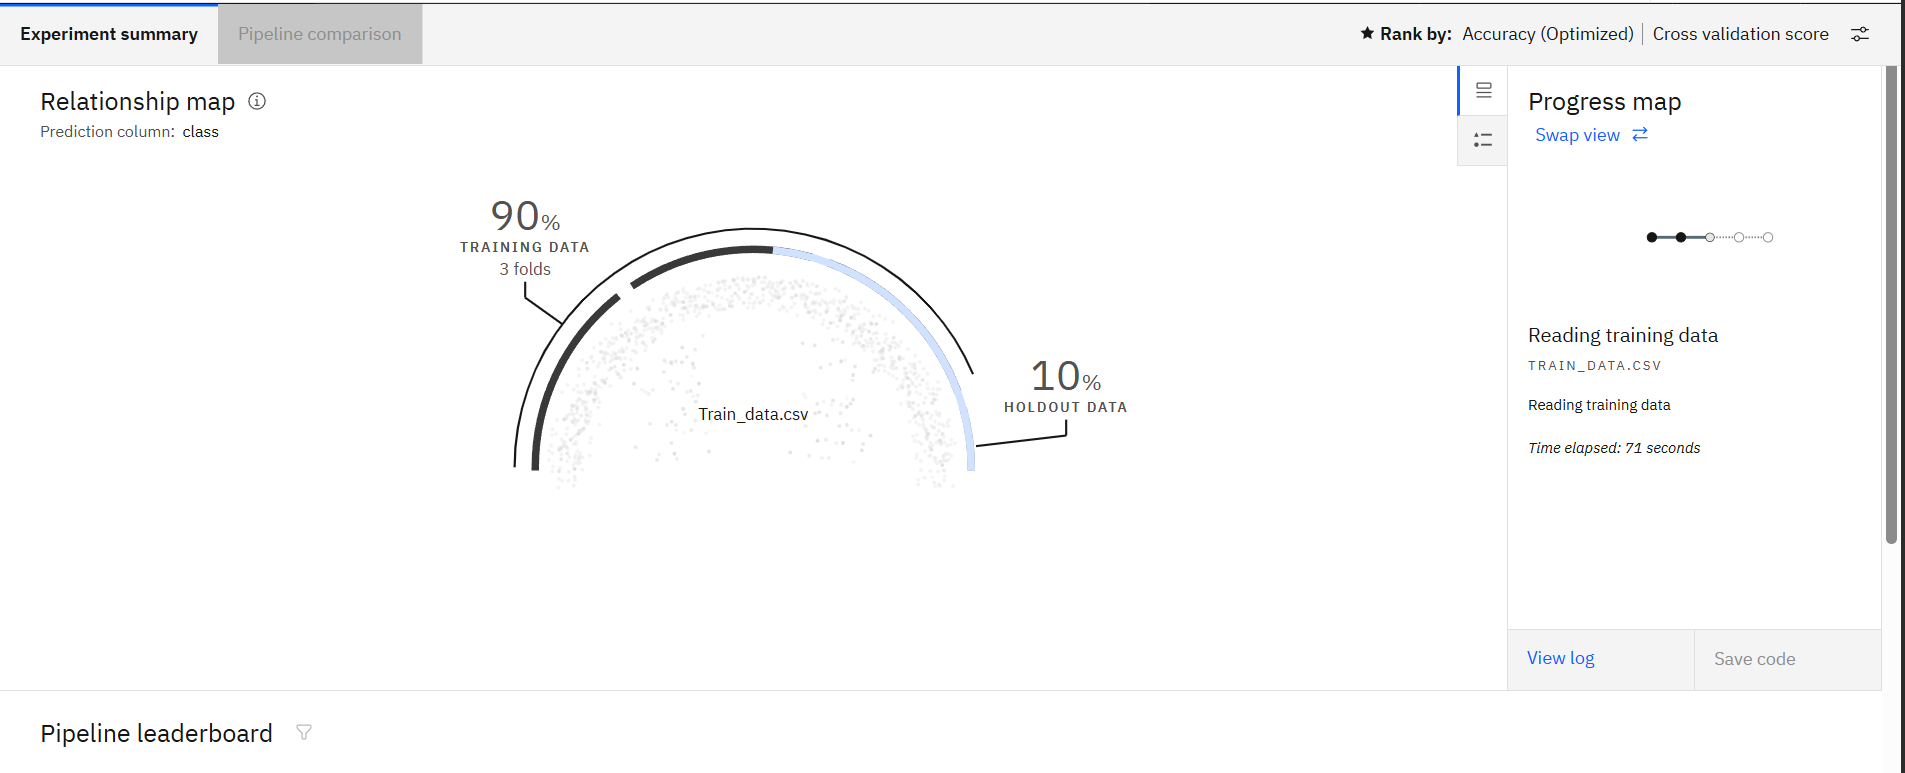 Experiment summary
Pipeline comparison
Rank by: Accuracy (Optimized) | Cross validation score
Relationship map
Prediction column: class
90%
TRAINING DATA
3 folds
10%
HOLDOUT DATA
Train_data.csv
Progress map
Swap view
Reading training data
TRAIN_DATA.CSV
Reading training data
Time elapsed: 71 seconds
View log
Save code
Pipeline leaderboard